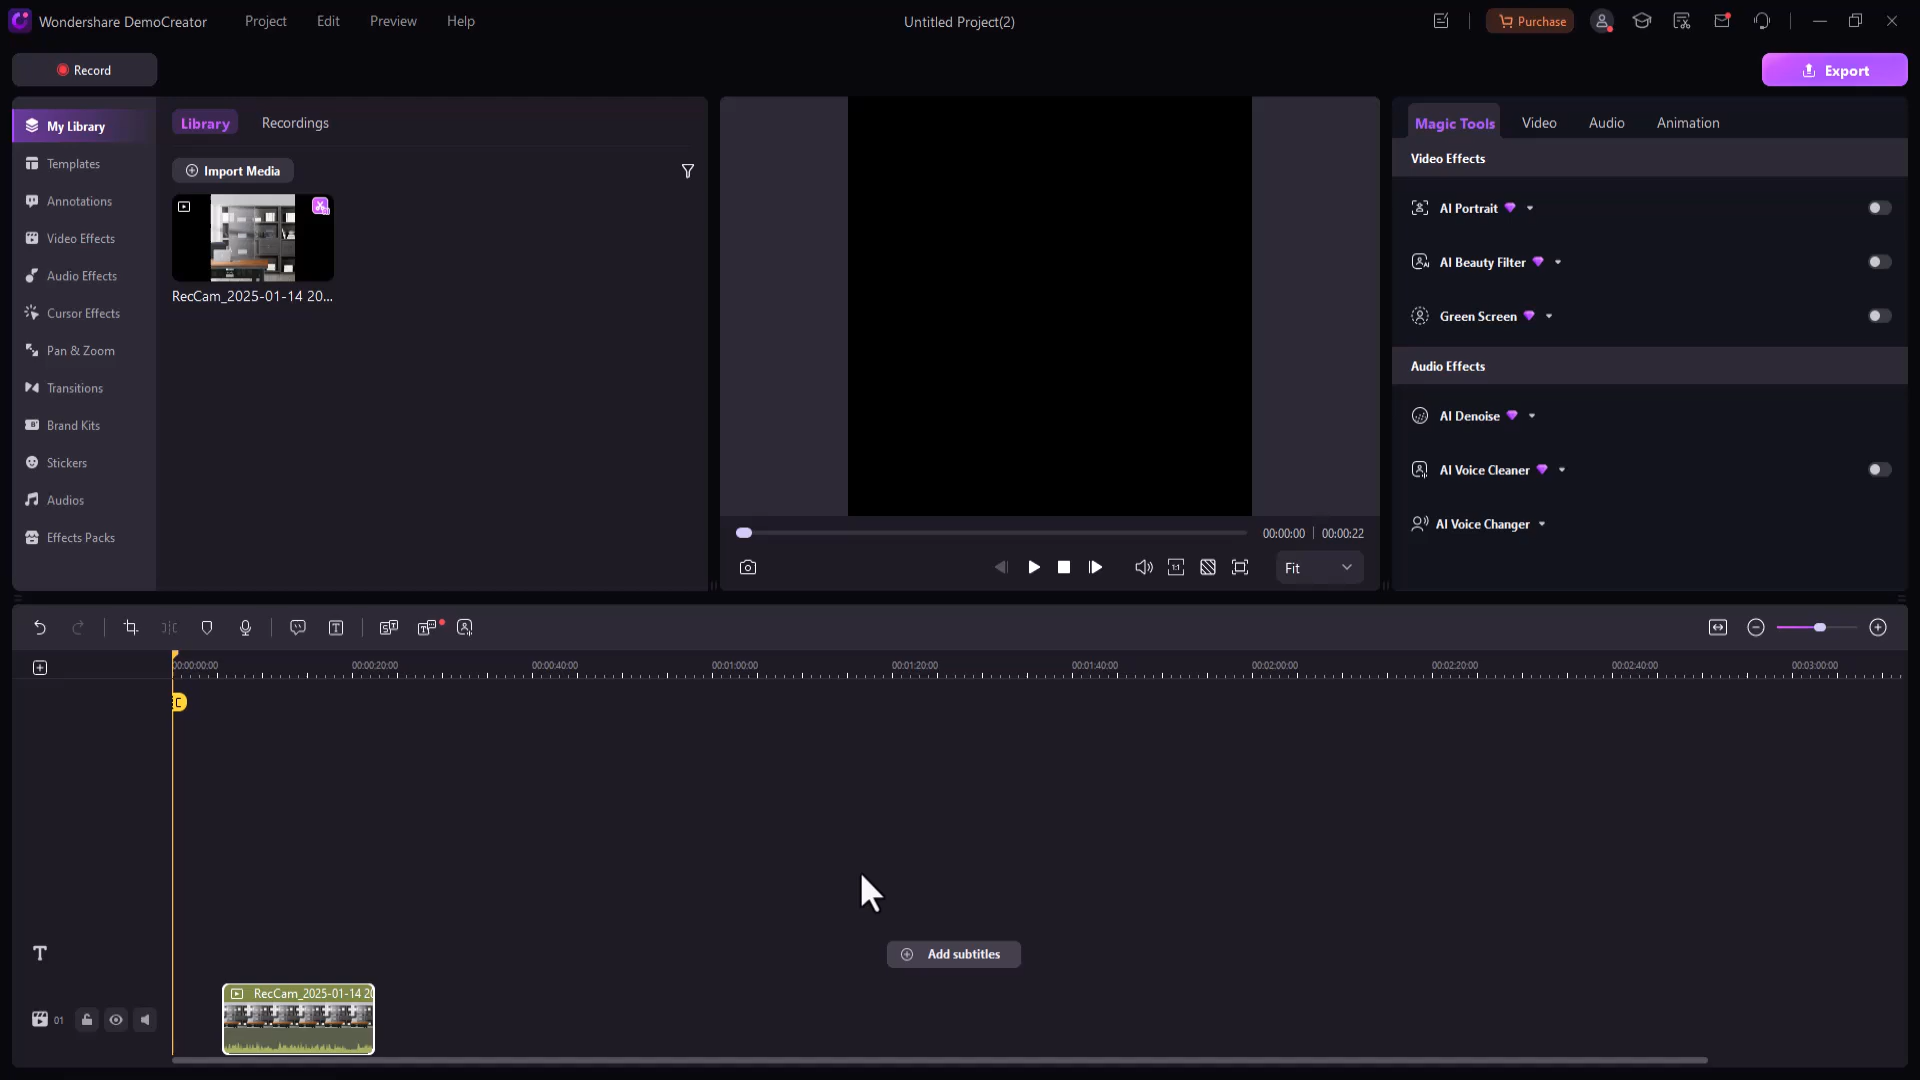 Wondershare DemoCreator Project Edit Preview Help Untitled Project(2) Purchase
Record Export
My Library
Templates
Annotations
Video Effects
Audio Effects
Cursor Effects
Pan & Zoom
Transitions
Brand Kits
Stickers
Audios
Effects Packs
Library Recordings
Import Media
RecCam_2025-01-14 20...
00:00:00 | 00:00:22
Fit
Magic Tools Video Audio Animation
Video Effects
AI Portrait
AI Beauty Filter
Green Screen
Audio Effects
AI Denoise
AI Voice Cleaner
AI Voice Changer
00:00:00:00 00:00:20:00 00:00:40:00 00:01:00:00 00:01:20:00 00:01:40:00 00:02:00:00 00:02:20:00 00:02:40:00 00:03:00:00
Add subtitles
RecCam_2025-01-14 20
01